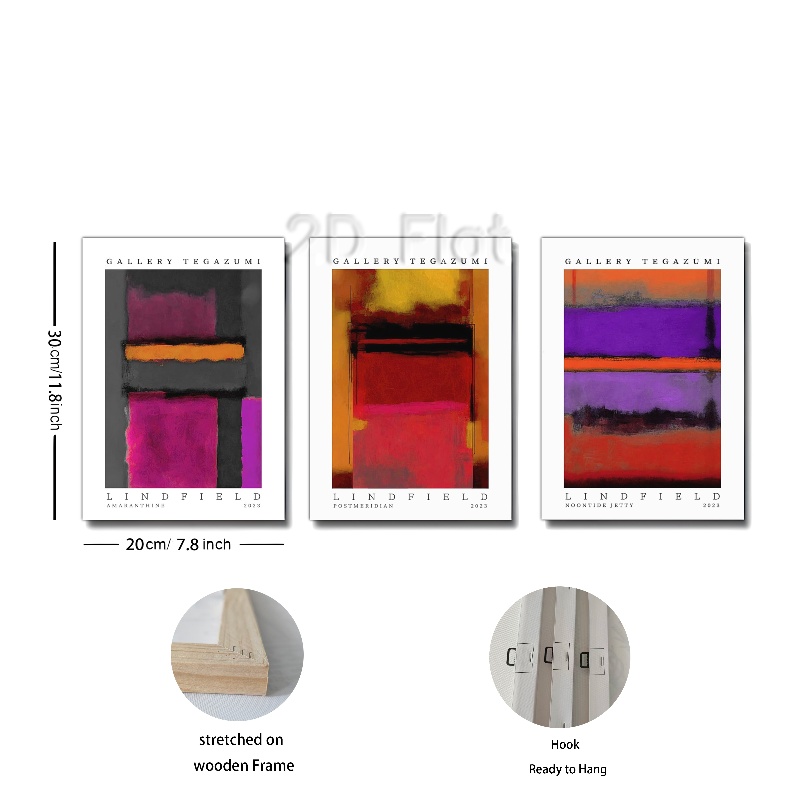 2D Flat
GALLERY TEGAZUMI
LINDFIELD
AMARANTHINE 2023
GALLERY TEGAZUMI
LINDFIELD
POSTMERIDIAN 2023
GALLERY TEGAZUMI
LINDFIELD
NOONTIDE JETTY 2023
30cm/11.8inch
20cm/ 7.8 inch
stretched on
wooden Frame
Hook
Ready to Hang